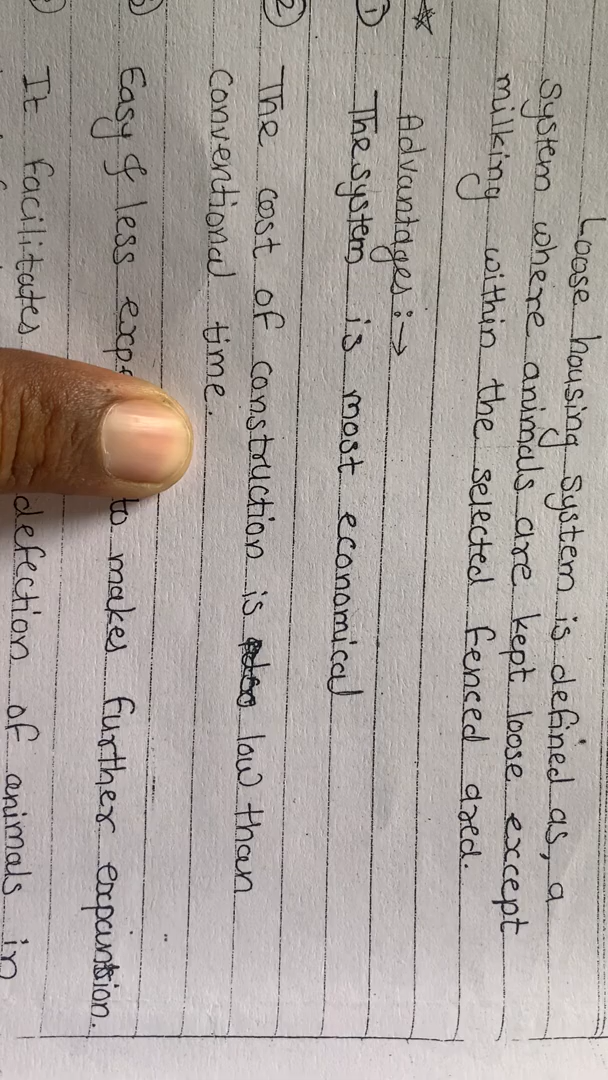 Loose housing system is defined as, a
system where animals are kept loose except
milking within the selected fenced area.
☆ Advantages :→
① The system is most economical
② The cost of construction is low than
conventional time.
Easy & less to makes further expansion.
It facilitates defection of animals in